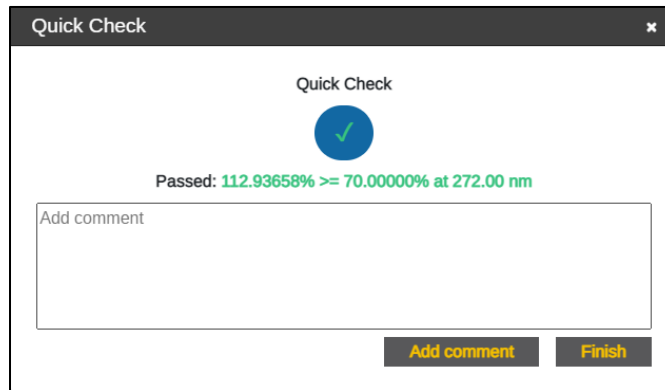 Quick Check
Quick Check
Passed: 112.93658% >= 70.00000% at 272.00 nm
Add comment
Add comment
Finish